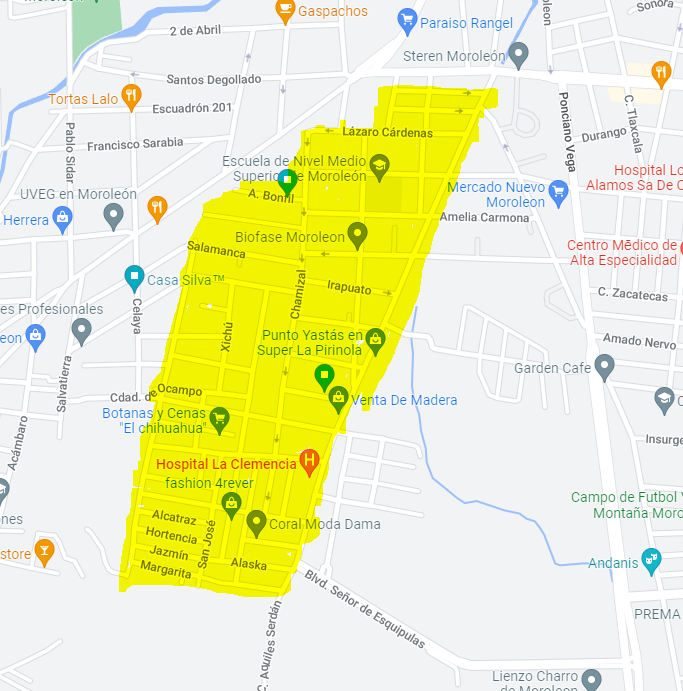 Moroleón
Gaspachos
2 de Abril
Paraiso Rangel
Sonora
Moroleon
Steren Moroleón
Santos Degollado
Tortas Lalo
Escuadrón 201
C. Tlaxcala
Ponciano Vega
Pablo Sidar
Lázaro Cárdenas
Durango
Francisco Sarabia
Escuela de Nivel Medio
Superior de Moroleón
Hospital Lo
Alamos Sa De C
UVEG en Moroleón
A. Bonfil
Mercado Nuevo
Moroleon
Herrera
Amelia Carmona
Biofase Moroleon
Salamanca
Centro Médico de
Alta Especialidad
Casa Silva™
Irapuato
Chamizal
C. Zacatecas
Celaya
es Profesionales
Xichú
Punto Yastás en
Super La Pirinola
Amado Nervo
eon
Salvatierra
Garden Cafe
Cdad. de
Ocampo
Venta De Madera
Botanas y Cenas
"El chihuahua"
Acámbaro
Insurge
Hospital La Clemencia
fashion 4rever
Campo de Futbol
Montaña Moro
ones
Alcatraz
Coral Moda Dama
Hortencia
San José
Jazmín
store
Margarita
Alaska
Andanis
Blvd. Señor de Esquipulas
PREMA
C. Aquiles Serdán
Lienzo Charro
de Moroleon